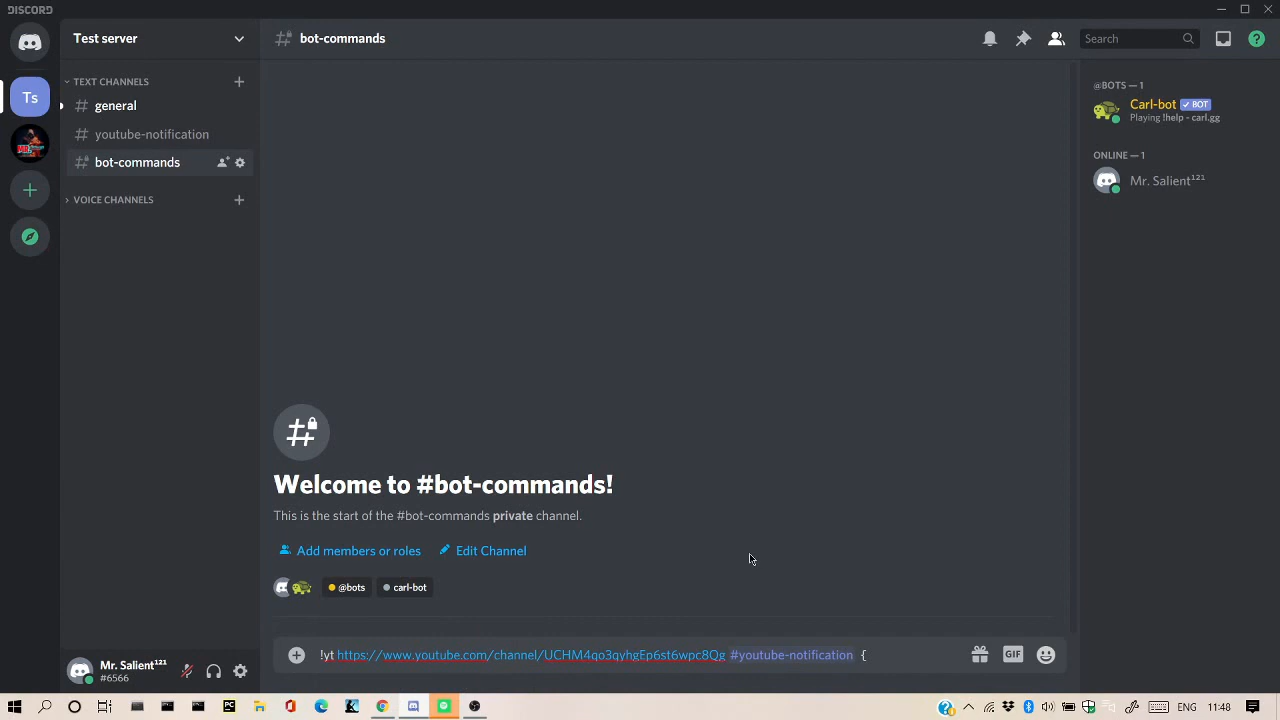 DISCORD
Test server
bot-commands
Search
TEXT CHANNELS
general
youtube-notification
bot-commands
VOICE CHANNELS
Ts
@BOTS — 1
Carl-bot ✓ BOT
Playing !help - carl.gg
ONLINE — 1
Mr. Salient¹²¹
Welcome to #bot-commands!
This is the start of the #bot-commands private channel.
Add members or roles
Edit Channel
@bots
carl-bot
!yt https://www.youtube.com/channel/UCHM4qo3qyhgEp6st6wpc8Qg #youtube-notification {
GIF
Mr. Salient¹²¹
#6566
PC
ENG
11:48